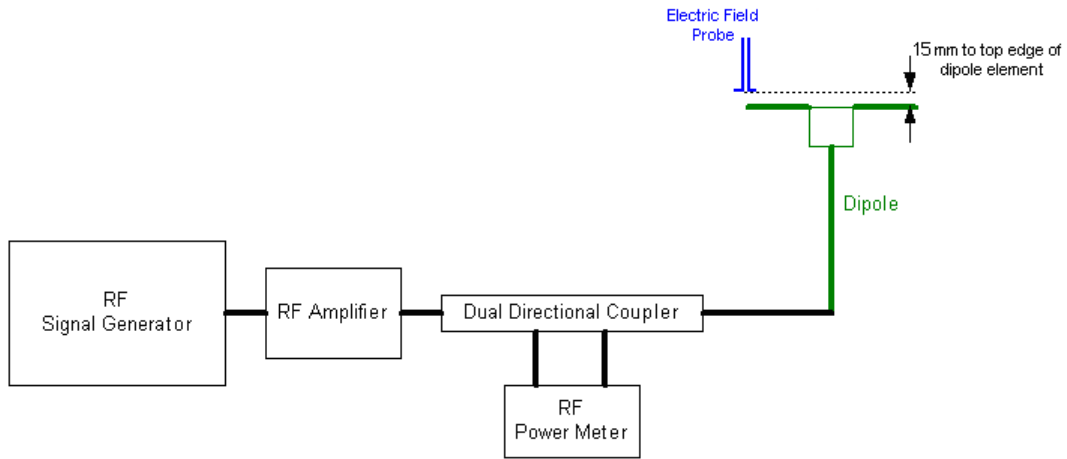 Electric Field
Probe
15 mm to top edge of
dipole element
Dipole
RF
Signal Generator
RF Amplifier
Dual Directional Coupler
RF
Power Meter